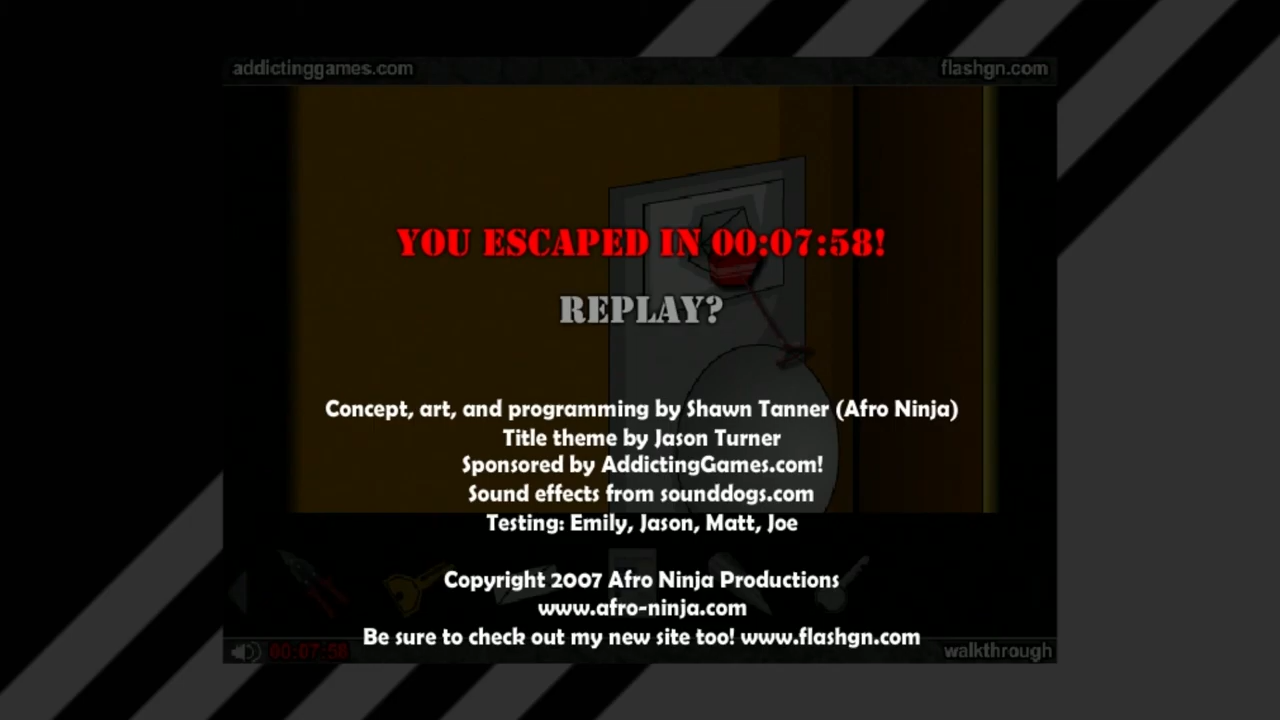 addictinggames.com
flashgn.com
YOU ESCAPED IN 00:07:58!
REPLAY?
Concept, art, and programming by Shawn Tanner (Afro Ninja)
Title theme by Jason Turner
Sponsored by AddictingGames.com!
Sound effects from sounddogs.com
Testing: Emily, Jason, Matt, Joe
Copyright 2007 Afro Ninja Productions
www.afro-ninja.com
Be sure to check out my new site too! www.flashgn.com
00:07:58
walkthrough